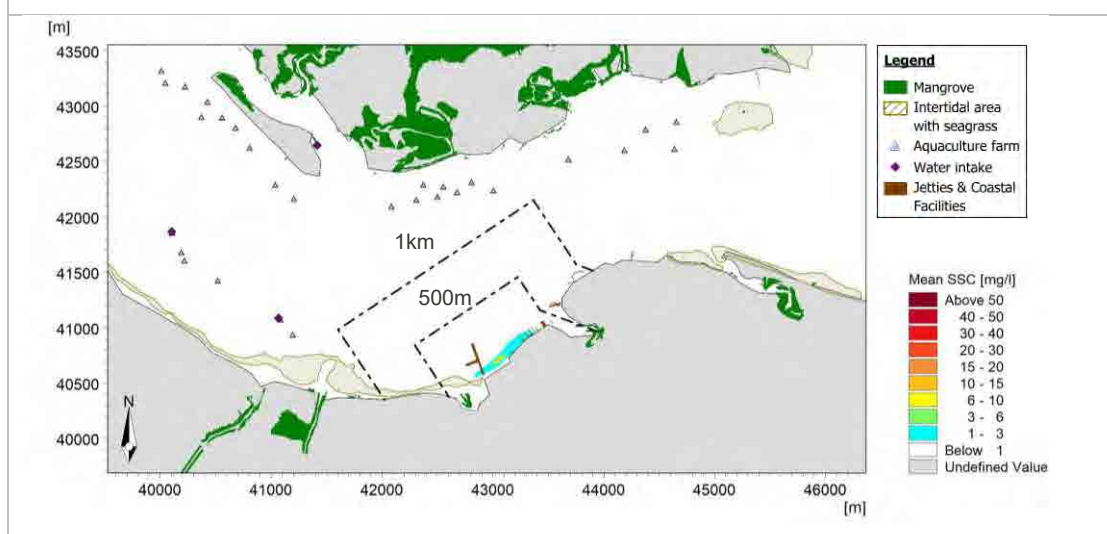 [m]
43500
43000
42500
42000
41500
41000
40500
40000
1km
500m
N
40000 41000 42000 43000 44000 45000 46000
[m]
Legend
Mangrove
Intertidal area
with seagrass
Aquaculture farm
Water intake
Jetties & Coastal
Facilities
Mean SSC [mg/l]
Above 50
40 - 50
30 - 40
20 - 30
15 - 20
10 - 15
6 - 10
3 - 6
1 - 3
Below 1
Undefined Value